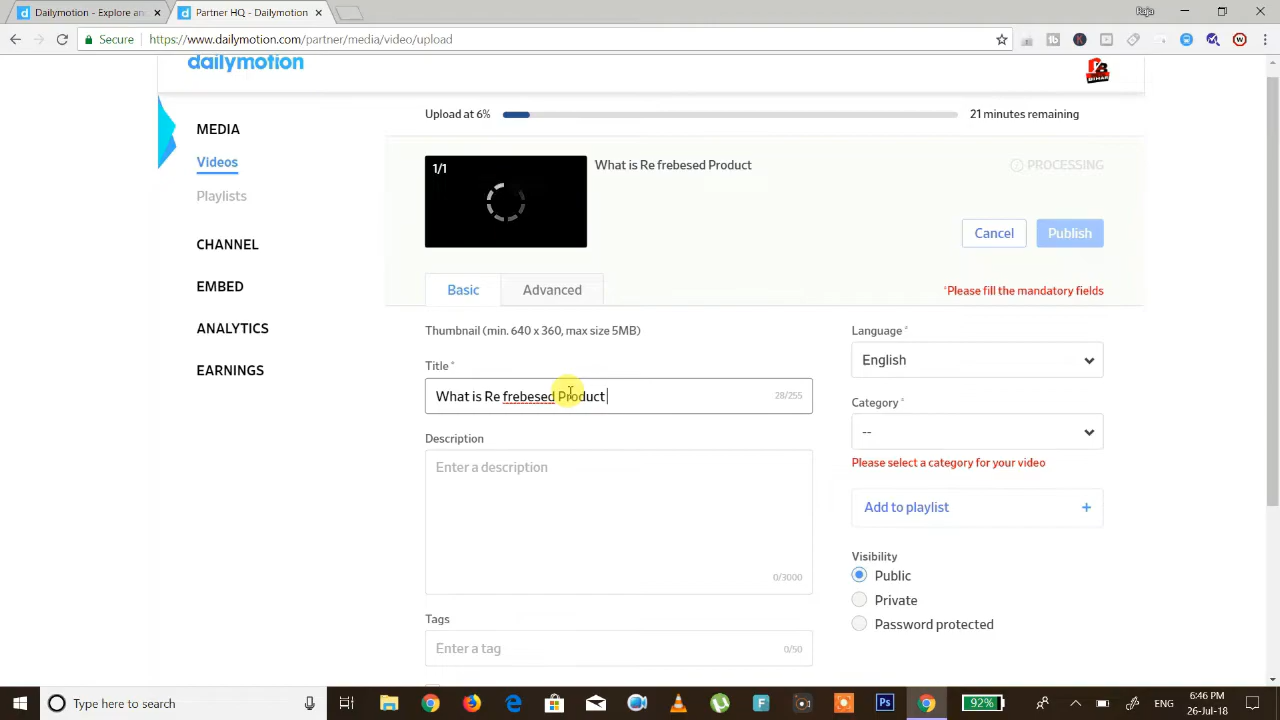 Dailymotion - Explore and
Partner HQ
Secure
https://www.dailymotion.com/partner/media/video/upload
dailymotion
BIHAR
Upload at 6%
21 minutes remaining
MEDIA
Videos
Playlists
CHANNEL
EMBED
ANALYTICS
EARNINGS
1/1
What is Re frebesed Product
PROCESSING
Cancel
Publish
Basic
Advanced
*Please fill the mandatory fields
Thumbnail (min. 640 x 360, max size 5MB)
Title *
What is Re frebesed Product
28/255
Description
Enter a description
0/3000
Tags
Enter a tag
0/50
Language *
English
Category *
--
Please select a category for your video
Add to playlist
+
Visibility
Public
Private
Password protected
Type here to search
92%
6:46 PM
26-Jul-18